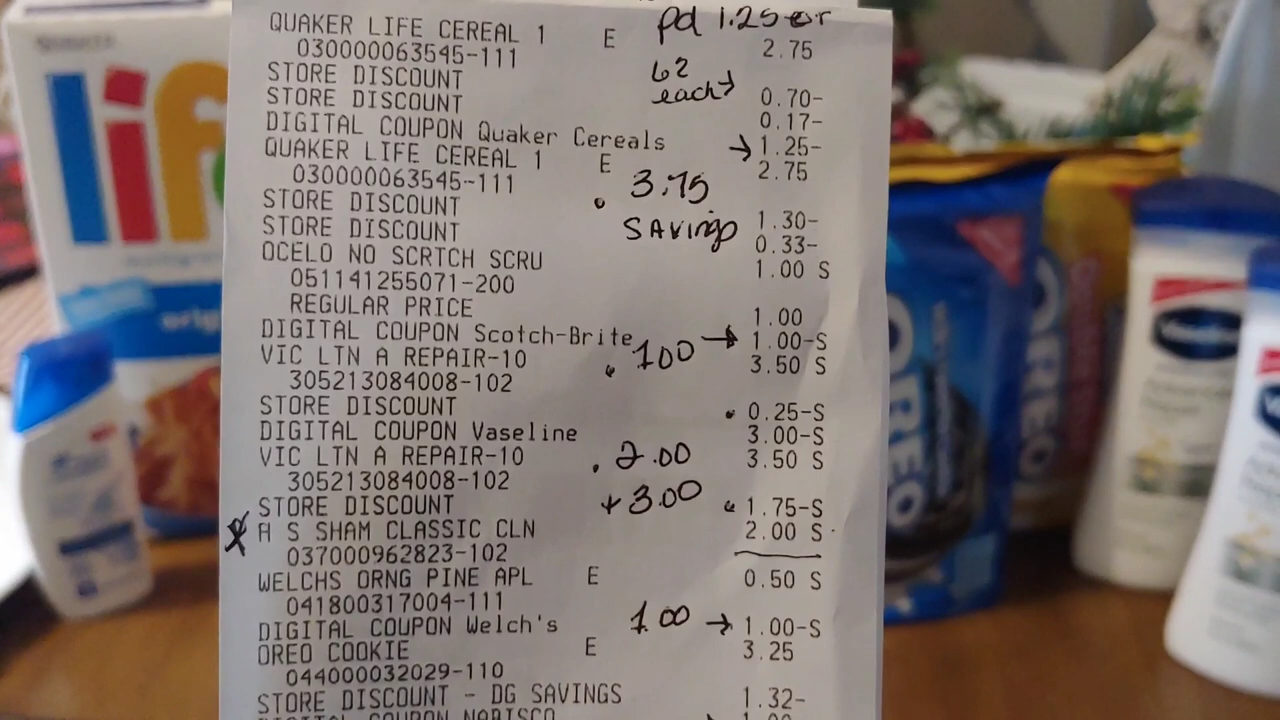 QUAKER LIFE CEREAL 1 E 2.75
pd 1.25 or
030000063545-111
62
each→
STORE DISCOUNT 0.70-
STORE DISCOUNT 0.17-
DIGITAL COUPON Quaker Cereals → 1.25-
QUAKER LIFE CEREAL 1 E 2.75
030000063545-111
. 3.75
SAVINGS
STORE DISCOUNT 1.30-
STORE DISCOUNT 0.33-
OCELO NO SCRTCH SCRU 1.00 S
051141255071-200
REGULAR PRICE 1.00
DIGITAL COUPON Scotch-Brite → 1.00-S
. 1.00
VIC LTN A REPAIR-10 3.50 S
305213084008-102
STORE DISCOUNT . 0.25-S
DIGITAL COUPON Vaseline 3.00-S
VIC LTN A REPAIR-10 3.50 S
. 2.00
305213084008-102
+3.00
STORE DISCOUNT . 1.75-S
H S SHAM CLASSIC CLN 2.00 S
037000962823-102
WELCHS ORNG PINE APL E 0.50 S
041800317004-111
DIGITAL COUPON Welch's 1.00 → 1.00-S
OREO COOKIE E 3.25
044000032029-110
STORE DISCOUNT - DG SAVINGS 1.32-
DIGITAL COUPON NABISCO
life
OREO
OREO
Vaseline